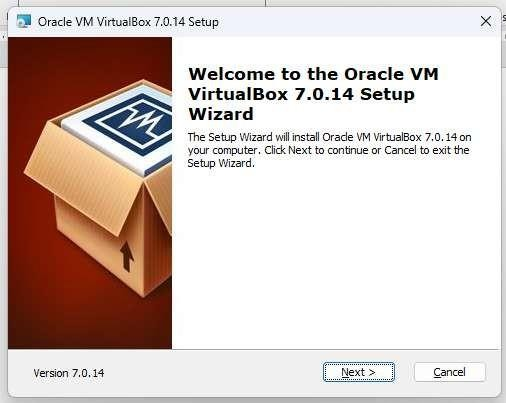 Oracle VM VirtualBox 7.0.14 Setup
Welcome to the Oracle VM
VirtualBox 7.0.14 Setup
Wizard
The Setup Wizard will install Oracle VM VirtualBox 7.0.14 on
your computer. Click Next to continue or Cancel to exit the
Setup Wizard.
Version 7.0.14
Next >
Cancel